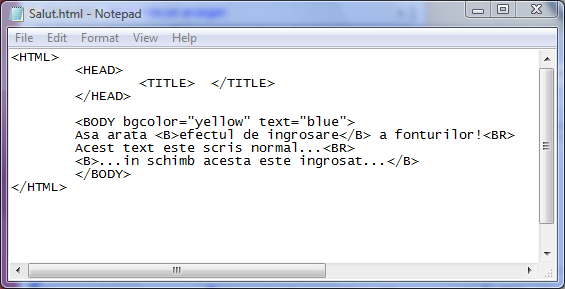 Salut.html - Notepad
File Edit Format View Help
<HTML>
<HEAD>
<TITLE> </TITLE>
</HEAD>
<BODY bgcolor="yellow" text="blue">
Asa arata <B>efectul de ingrosare</B> a fonturilor!<BR>
Acest text este scris normal...<BR>
<B>...in schimb acesta este ingrosat...</B>
</BODY>
</HTML>